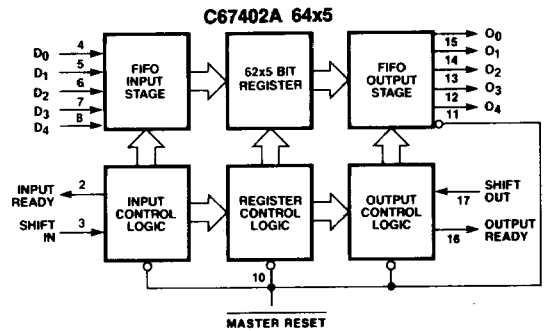 C67402A 64x5
D0 4
D1 5
D2 6
D3 7
D4 8
FIFO
INPUT
STAGE
62x5 BIT
REGISTER
FIFO
OUTPUT
STAGE
15 O0
14 O1
13 O2
12 O3
11 O4
INPUT
READY
2
SHIFT
IN
3
INPUT
CONTROL
LOGIC
REGISTER
CONTROL
LOGIC
OUTPUT
CONTROL
LOGIC
17
SHIFT
OUT
16
OUTPUT
READY
10
MASTER RESET